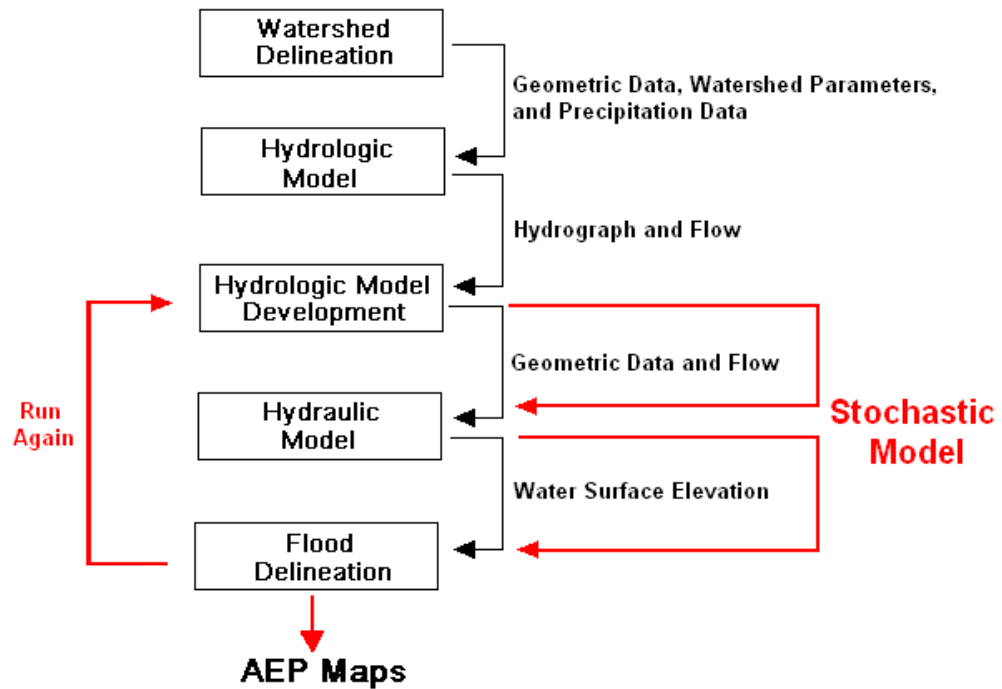 Watershed
Delineation
Geometric Data, Watershed Parameters,
and Precipitation Data
Hydrologic
Model
Hydrograph and Flow
Hydrologic Model
Development
Geometric Data and Flow
Run
Again
Hydraulic
Model
Stochastic
Model
Water Surface Elevation
Flood
Delineation
AEP Maps